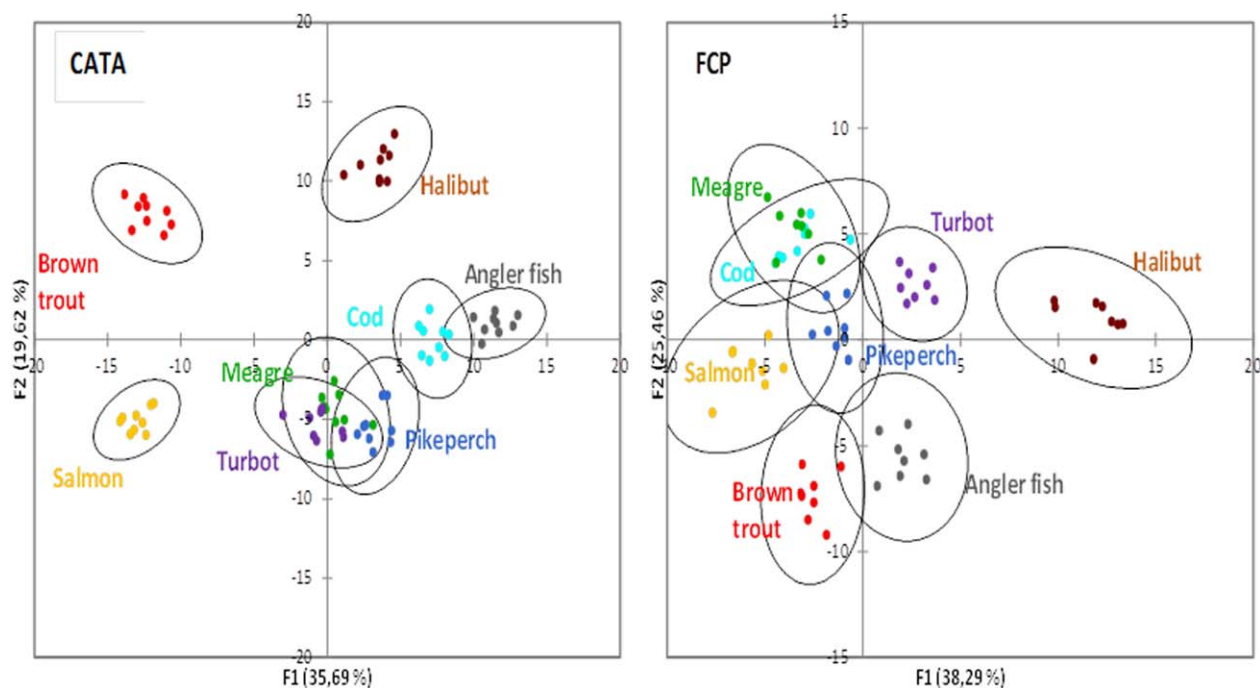 CATA
20
15
10
5
0
-5
-10
-15
-20
-20
-15
-10
-5
0
5
10
15
20
Halibut
Brown
trout
Angler fish
Cod
Meagre
Pikeperch
Turbot
Salmon
F2 (19,62 %)
F1 (35,69 %)
FCP
15
10
5
0
-5
-10
-15
-10
-5
0
5
10
15
20
Meagre
Turbot
Halibut
Cod
Pikeperch
Salmon
Angler fish
Brown
trout
F2 (25,46 %)
F1 (38,29 %)